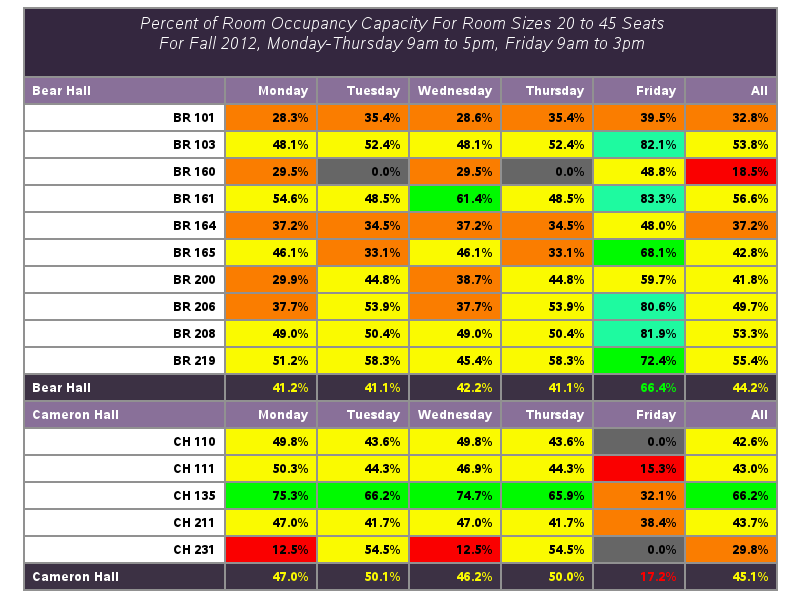 Percent of Room Occupancy Capacity For Room Sizes 20 to 45 Seats
For Fall 2012, Monday-Thursday 9am to 5pm, Friday 9am to 3pm
Bear Hall Monday Tuesday Wednesday Thursday Friday All
BR 101 28.3% 35.4% 28.6% 35.4% 39.5% 32.8%
BR 103 48.1% 52.4% 48.1% 52.4% 82.1% 53.8%
BR 160 29.5% 0.0% 29.5% 0.0% 48.8% 18.5%
BR 161 54.6% 48.5% 61.4% 48.5% 83.3% 56.6%
BR 164 37.2% 34.5% 37.2% 34.5% 48.0% 37.2%
BR 165 46.1% 33.1% 46.1% 33.1% 68.1% 42.8%
BR 200 29.9% 44.8% 38.7% 44.8% 59.7% 41.8%
BR 206 37.7% 53.9% 37.7% 53.9% 80.6% 49.7%
BR 208 49.0% 50.4% 49.0% 50.4% 81.9% 53.3%
BR 219 51.2% 58.3% 45.4% 58.3% 72.4% 55.4%
Bear Hall 41.2% 41.1% 42.2% 41.1% 66.4% 44.2%
Cameron Hall Monday Tuesday Wednesday Thursday Friday All
CH 110 49.8% 43.6% 49.8% 43.6% 0.0% 42.6%
CH 111 50.3% 44.3% 46.9% 44.3% 15.3% 43.0%
CH 135 75.3% 66.2% 74.7% 65.9% 32.1% 66.2%
CH 211 47.0% 41.7% 47.0% 41.7% 38.4% 43.7%
CH 231 12.5% 54.5% 12.5% 54.5% 0.0% 29.8%
Cameron Hall 47.0% 50.1% 46.2% 50.0% 17.2% 45.1%